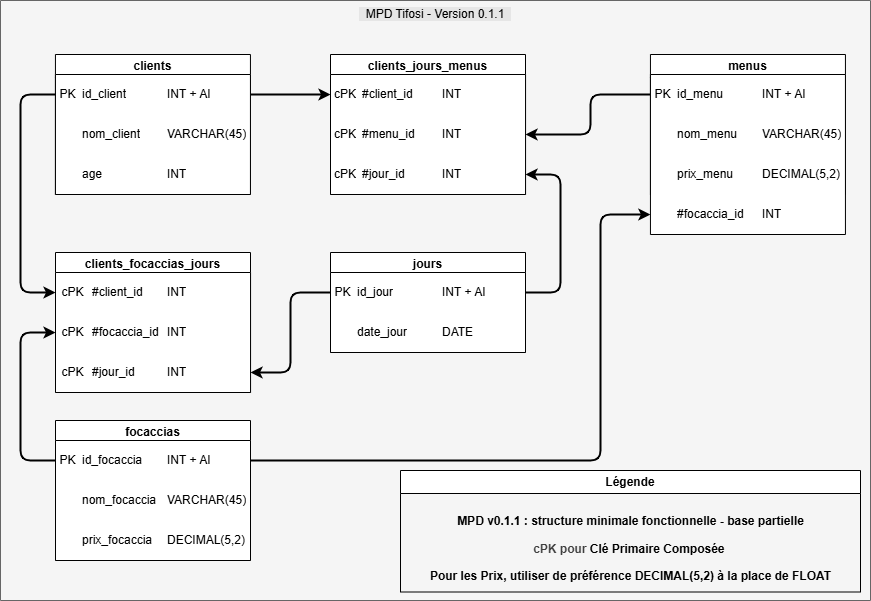 MPD Tifosi - Version 0.1.1
clients
PK id_client INT + AI
nom_client VARCHAR(45)
age INT
clients_jours_menus
cPK #client_id INT
cPK #menu_id INT
cPK #jour_id INT
menus
PK id_menu INT + AI
nom_menu VARCHAR(45)
prix_menu DECIMAL(5,2)
#focaccia_id INT
clients_focaccias_jours
cPK #client_id INT
cPK #focaccia_id INT
cPK #jour_id INT
jours
PK id_jour INT + AI
date_jour DATE
focaccias
PK id_focaccia INT + AI
nom_focaccia VARCHAR(45)
prix_focaccia DECIMAL(5,2)
Légende
MPD v0.1.1 : structure minimale fonctionnelle - base partielle
cPK pour Clé Primaire Composée
Pour les Prix, utiliser de préférence DECIMAL(5,2) à la place de FLOAT